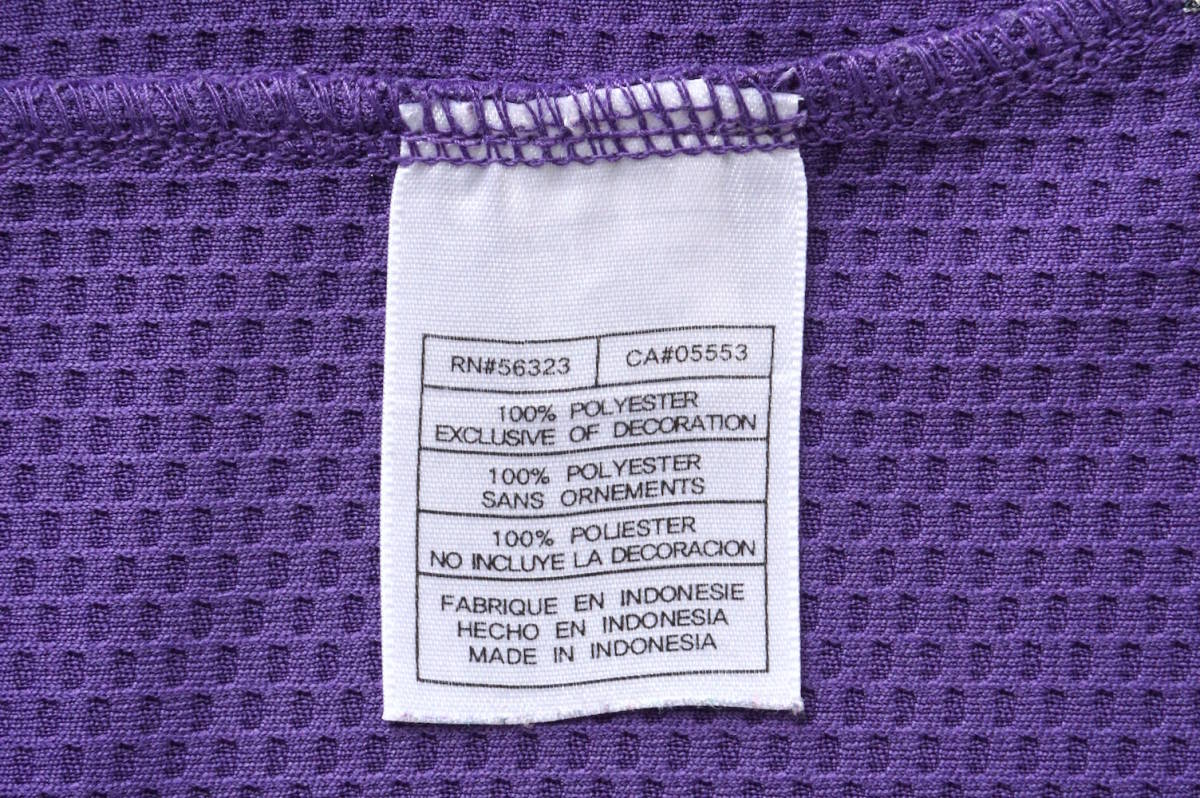 RN#56323 CA#05553
100% POLYESTER
EXCLUSIVE OF DECORATION
100% POLYESTER
SANS ORNEMENTS
100% POLIESTER
NO INCLUYE LA DECORACION
FABRIQUE EN INDONESIE
HECHO EN INDONESIA
MADE IN INDONESIA